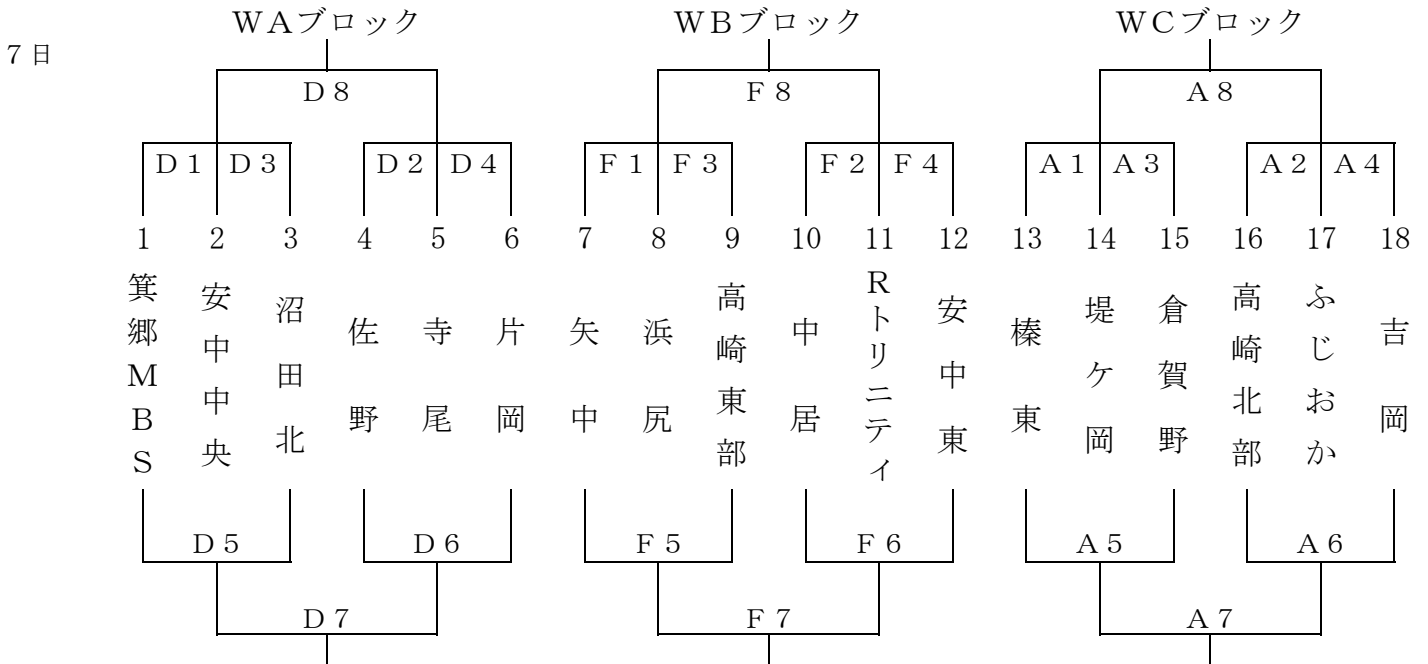 WAブロック WBブロック WCブロック
7日
D8 F8 A8
D1 D3 D2 D4 F1 F3 F2 F4 A1 A3 A2 A4
1 2 3 4 5 6 7 8 9 10 11 12 13 14 15 16 17 18
箕郷MBS
安中中央
沼田北
佐野
寺尾
片岡
矢中
浜尻
高崎東部
中居
Rトリニティ
安中東
榛東
堤ケ岡
倉賀野
高崎北部
ふじおか
吉岡
D5 D6 F5 F6 A5 A6
D7 F7 A7